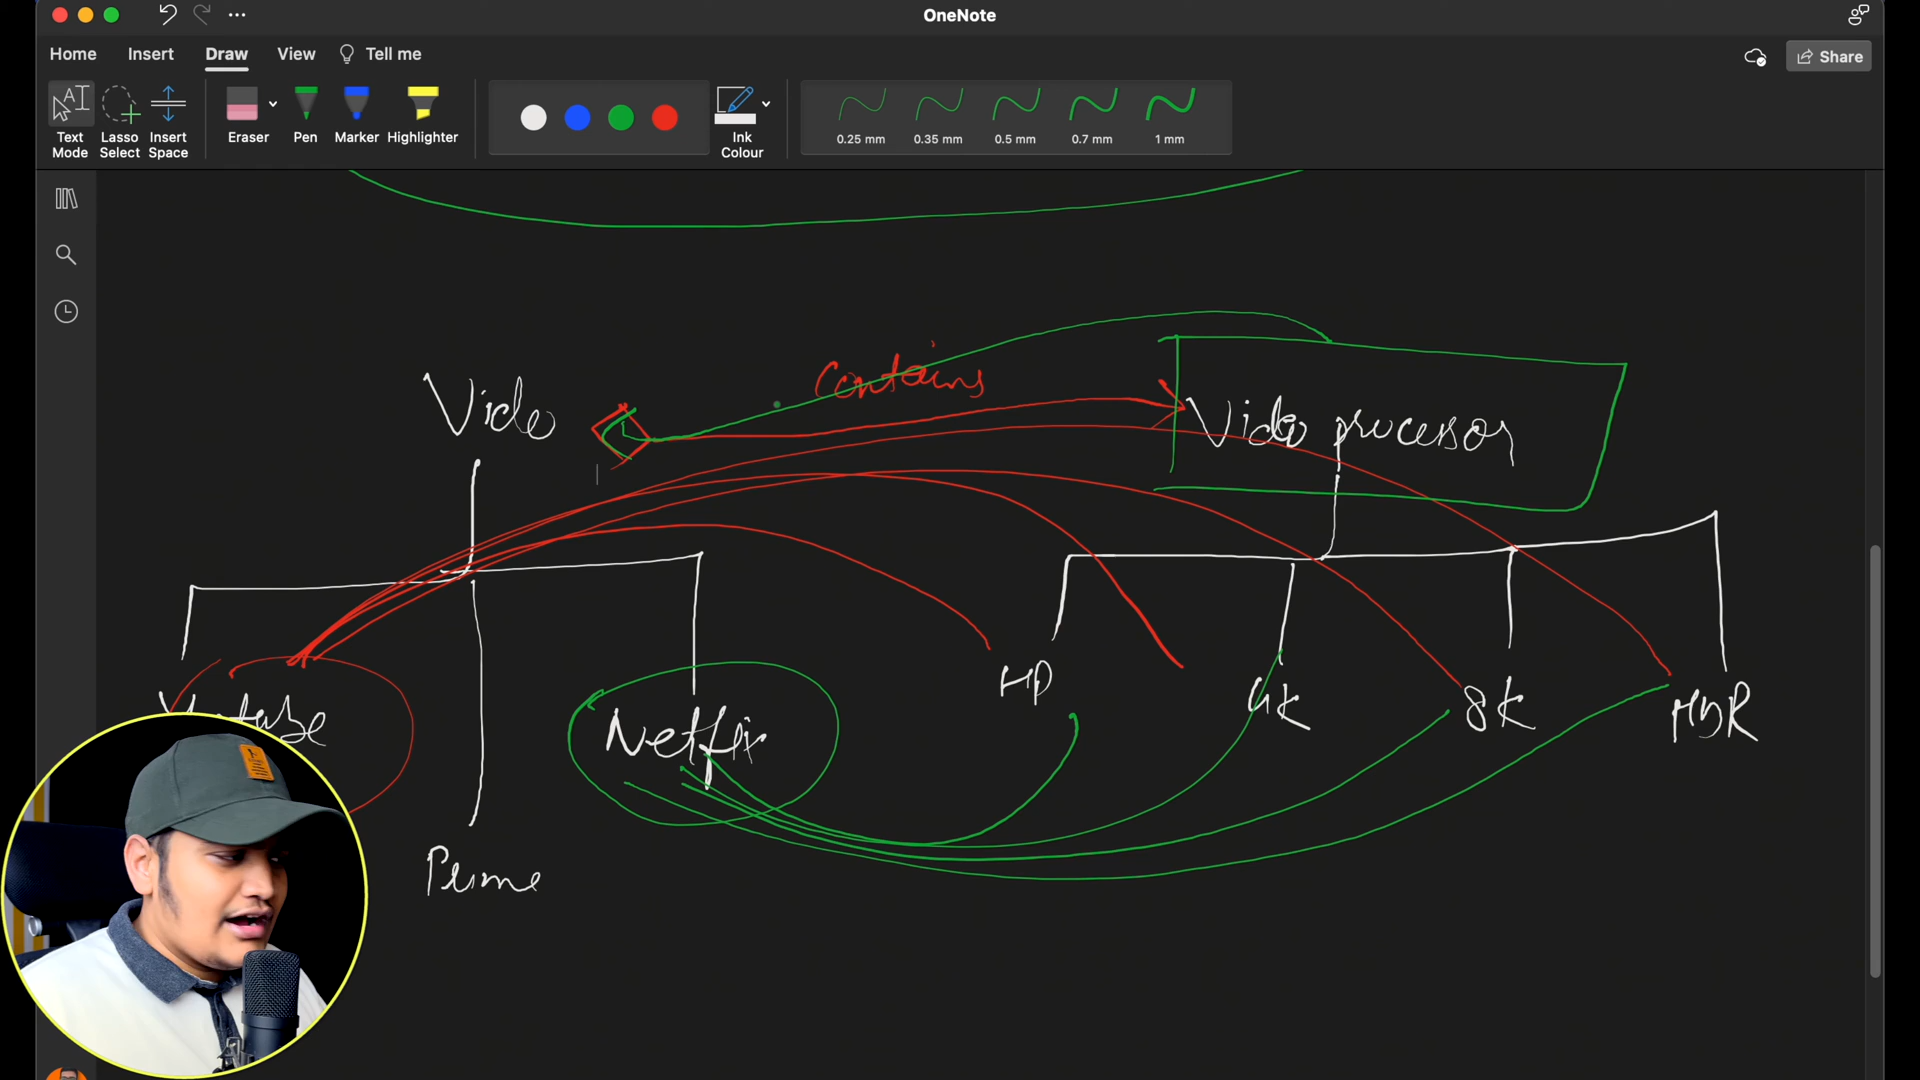 OneNote
Home Insert Draw View Tell me
Share
Text Mode
Lasso Select
Insert Space
Eraser
Pen
Marker
Highlighter
Ink Colour
0.25 mm
0.35 mm
0.5 mm
0.7 mm
1 mm
Contains
Video
Video processor
HD
4k
8k
HDR
Netflix
Prime